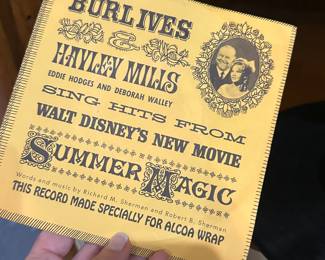 BURL IVES
&
HAYLEY MILLS
EDDIE HODGES AND DEBORAH WALLEY
SING HITS FROM
WALT DISNEY'S NEW MOVIE
SUMMER MAGIC
Words and music by Richard M. Sherman and Robert B. Sherman
THIS RECORD MADE SPECIALLY FOR ALCOA WRAP